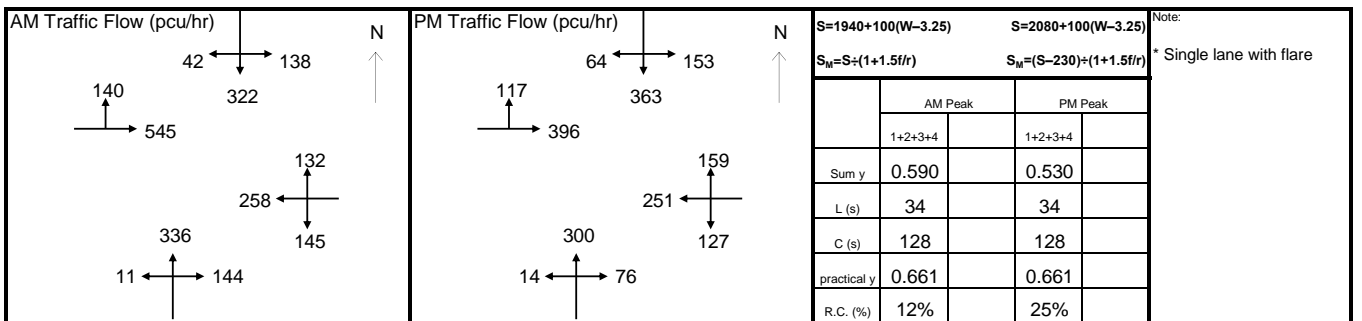 AM Traffic Flow (pcu/hr)
N
42
138
322
140
545
132
258
145
336
11
144
PM Traffic Flow (pcu/hr)
N
64
153
363
117
396
159
251
127
300
14
76
S=1940+100(W–3.25) S=2080+100(W–3.25)
S_M=S÷(1+1.5f/r) S_M=(S–230)÷(1+1.5f/r)
AM Peak PM Peak
1+2+3+4 1+2+3+4
Sum y 0.590 0.530
L (s) 34 34
C (s) 128 128
practical y 0.661 0.661
R.C. (%) 12% 25%
Note:
* Single lane with flare